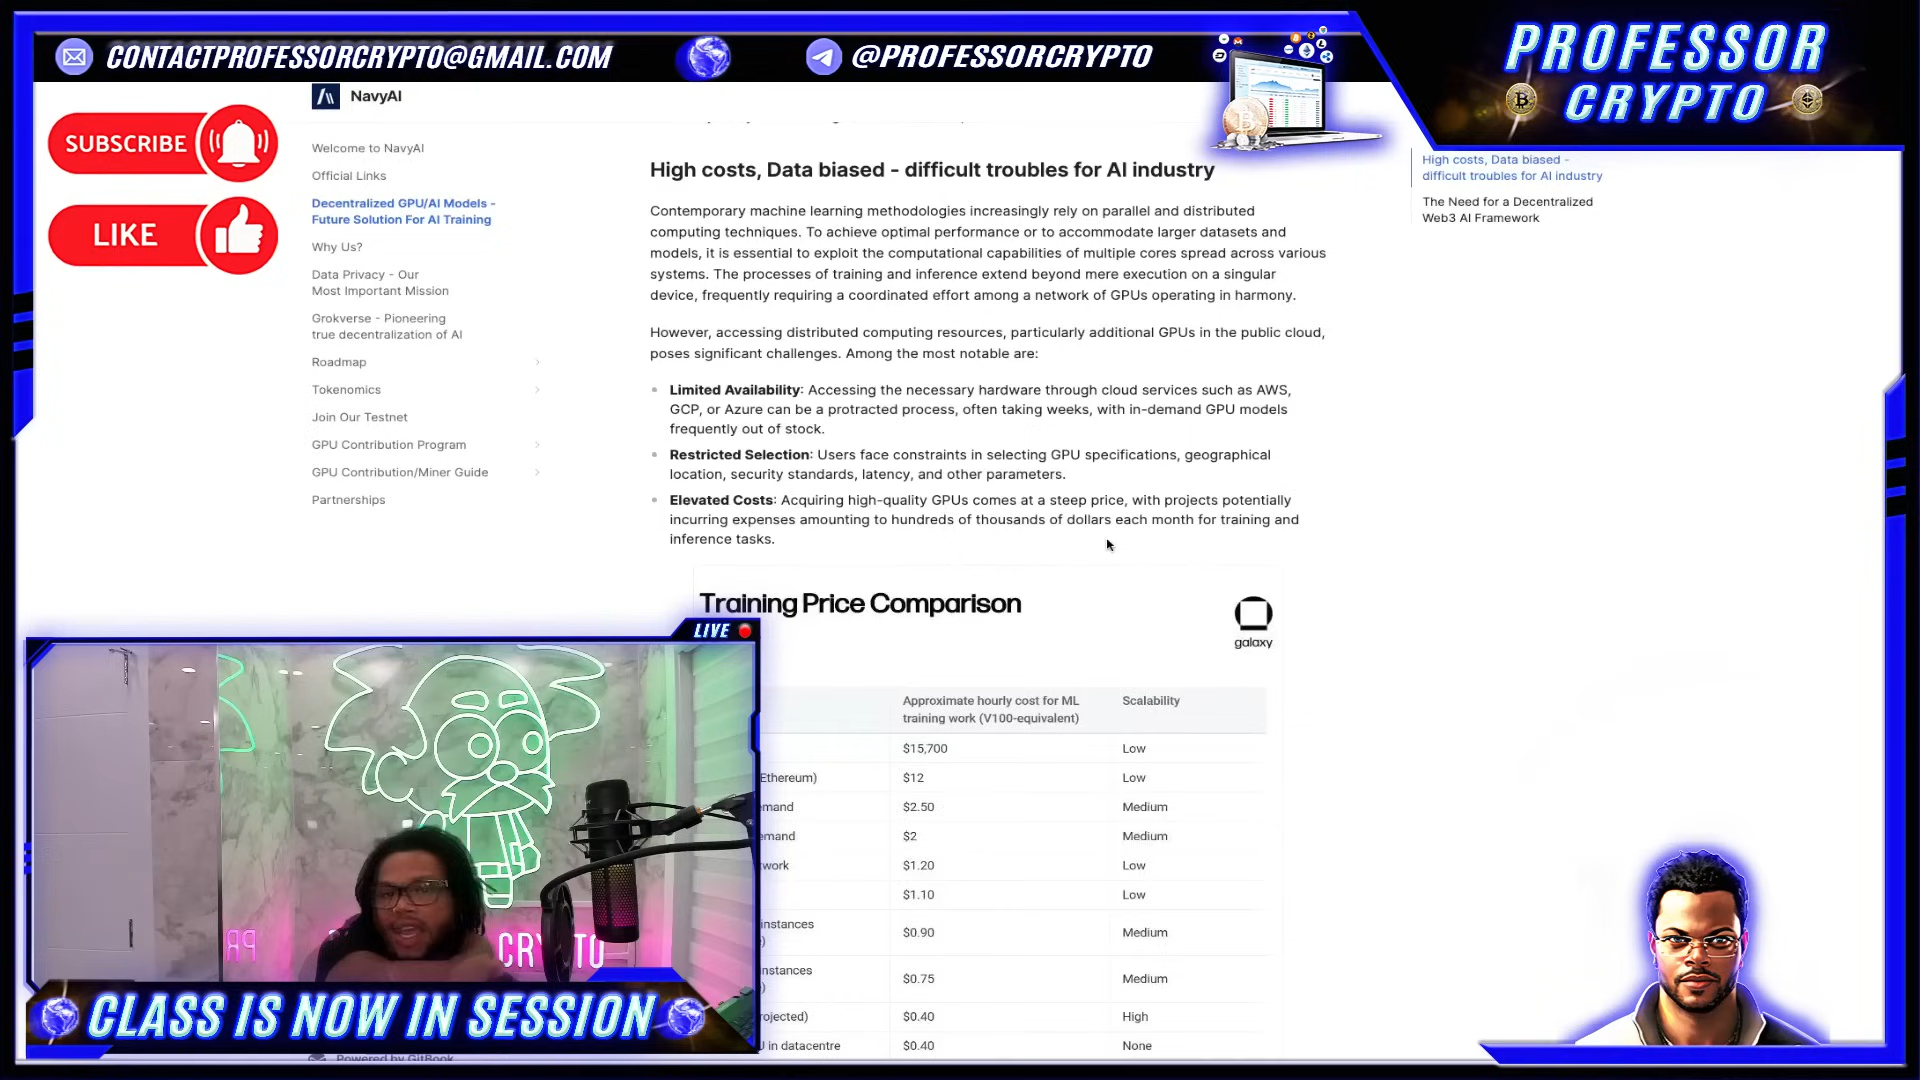 CONTACTPROFESSORCRYPTO@GMAIL.COM
@PROFESSORCRYPTO
PROFESSOR
CRYPTO
SUBSCRIBE
LIKE
NavyAI
Welcome to NavyAI
Official Links
Decentralized GPU/AI Models -
Future Solution For AI Training
Why Us?
Data Privacy - Our
Most Important Mission
Grokverse - Pioneering
true decentralization of AI
Roadmap
Tokenomics
Join Our Testnet
GPU Contribution Program
GPU Contribution/Miner Guide
Partnerships
High costs, Data biased - difficult troubles for AI industry
Contemporary machine learning methodologies increasingly rely on parallel and distributed
computing techniques. To achieve optimal performance or to accommodate larger datasets and
models, it is essential to exploit the computational capabilities of multiple cores spread across various
systems. The processes of training and inference extend beyond mere execution on a singular
device, frequently requiring a coordinated effort among a network of GPUs operating in harmony.
However, accessing distributed computing resources, particularly additional GPUs in the public cloud,
poses significant challenges. Among the most notable are:
Limited Availability: Accessing the necessary hardware through cloud services such as AWS,
GCP, or Azure can be a protracted process, often taking weeks, with in-demand GPU models
frequently out of stock.
Restricted Selection: Users face constraints in selecting GPU specifications, geographical
location, security standards, latency, and other parameters.
Elevated Costs: Acquiring high-quality GPUs comes at a steep price, with projects potentially
incurring expenses amounting to hundreds of thousands of dollars each month for training and
inference tasks.
High costs, Data biased -
difficult troubles for AI industry
The Need for a Decentralized
Web3 AI Framework
Training Price Comparison
galaxy
Approximate hourly cost for ML
training work (V100-equivalent)
Scalability
$15,700 Low
Ethereum) $12 Low
emand $2.50 Medium
emand $2 Medium
twork $1.20 Low
$1.10 Low
instances
) $0.90 Medium
instances
) $0.75 Medium
rojected) $0.40 High
U in datacentre $0.40 None
LIVE
PR
CRYPTO
CLASS IS NOW IN SESSION
Powered by GitBook